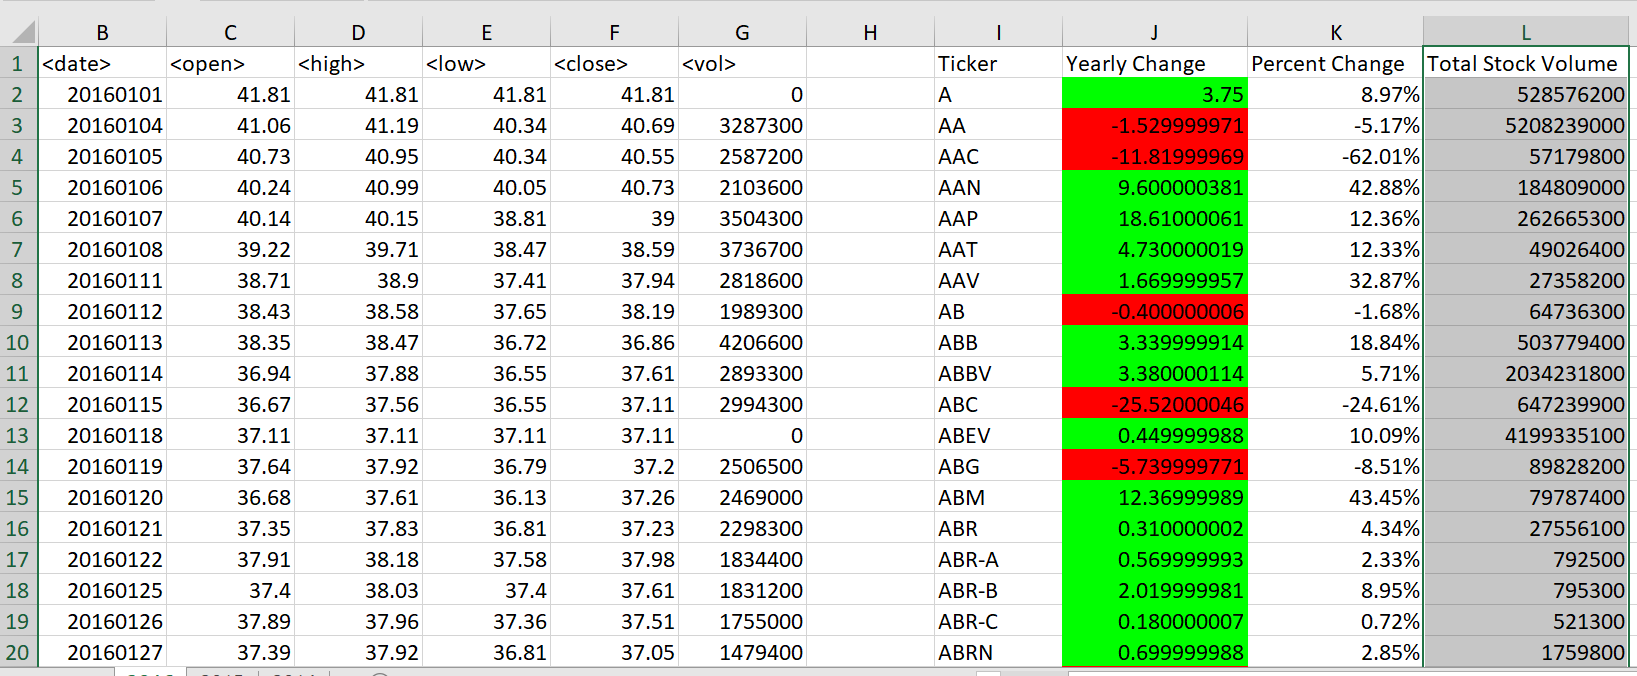 B C D E F G H I J K L
1 <date> <open> <high> <low> <close> <vol> Ticker Yearly Change Percent Change Total Stock Volume
2 20160101 41.81 41.81 41.81 41.81 0 A 3.75 8.97% 528576200
3 20160104 41.06 41.19 40.34 40.69 3287300 AA -1.529999971 -5.17% 5208239000
4 20160105 40.73 40.95 40.34 40.55 2587200 AAC -11.81999969 -62.01% 57179800
5 20160106 40.24 40.99 40.05 40.73 2103600 AAN 9.600000381 42.88% 184809000
6 20160107 40.14 40.15 38.81 39 3504300 AAP 18.61000061 12.36% 262665300
7 20160108 39.22 39.71 38.47 38.59 3736700 AAT 4.730000019 12.33% 49026400
8 20160111 38.71 38.9 37.41 37.94 2818600 AAV 1.669999957 32.87% 27358200
9 20160112 38.43 38.58 37.65 38.19 1989300 AB -0.400000006 -1.68% 64736300
10 20160113 38.35 38.47 36.72 36.86 4206600 ABB 3.339999914 18.84% 503779400
11 20160114 36.94 37.88 36.55 37.61 2893300 ABBV 3.380000114 5.71% 2034231800
12 20160115 36.67 37.56 36.55 37.11 2994300 ABC -25.52000046 -24.61% 647239900
13 20160118 37.11 37.11 37.11 37.11 0 ABEV 0.449999988 10.09% 4199335100
14 20160119 37.64 37.92 36.79 37.2 2506500 ABG -5.739999771 -8.51% 89828200
15 20160120 36.68 37.61 36.13 37.26 2469000 ABM 12.36999989 43.45% 79787400
16 20160121 37.35 37.83 36.81 37.23 2298300 ABR 0.310000002 4.34% 27556100
17 20160122 37.91 38.18 37.58 37.98 1834400 ABR-A 0.569999993 2.33% 792500
18 20160125 37.4 38.03 37.4 37.61 1831200 ABR-B 2.019999981 8.95% 795300
19 20160126 37.89 37.96 37.36 37.51 1755000 ABR-C 0.180000007 0.72% 521300
20 20160127 37.39 37.92 36.81 37.05 1479400 ABRN 0.699999988 2.85% 1759800